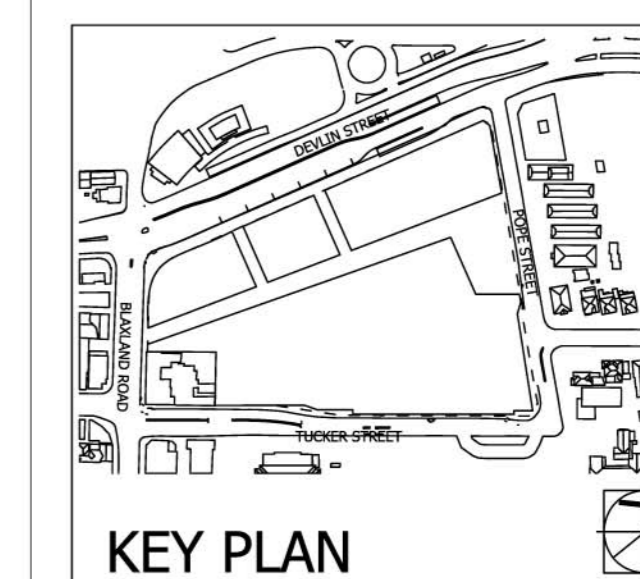 DEVLIN STREET
POPE STREET
BLAXLAND ROAD
TUCKER STREET
KEY PLAN